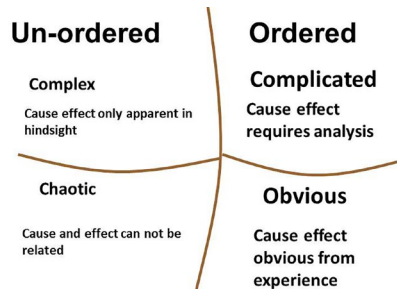 Un-ordered
Ordered
Complex
Cause effect only apparent in
hindsight
Complicated
Cause effect
requires analysis
Chaotic
Cause and effect can not be
related
Obvious
Cause effect
obvious from
experience